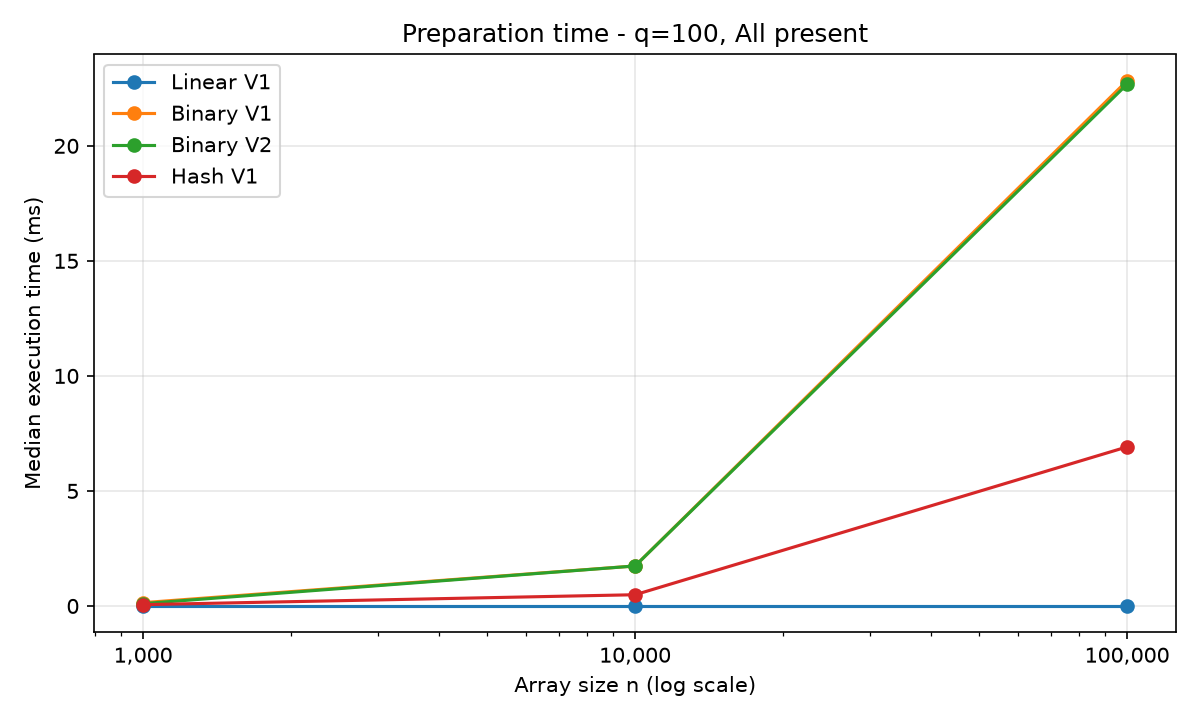 Preparation time - q=100, All present
Linear V1
Binary V1
Binary V2
Hash V1
Median execution time (ms)
20
15
10
5
0
1,000
10,000
100,000
Array size n (log scale)